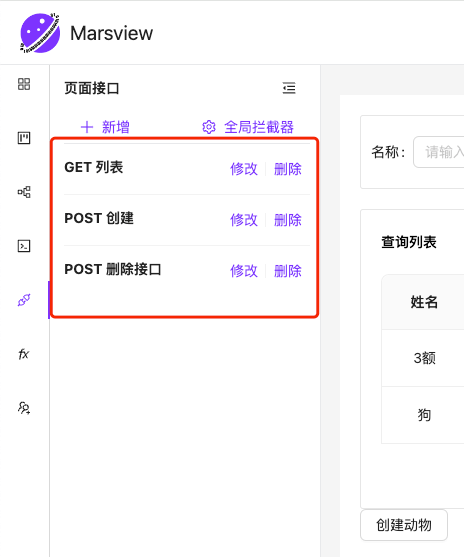 Marsview
页面接口
新增 全局拦截器
GET 列表 修改 删除
POST 创建 修改 删除
POST 删除接口 修改 删除
fx
名称： 请输入
查询列表
姓名
3额
狗
创建动物